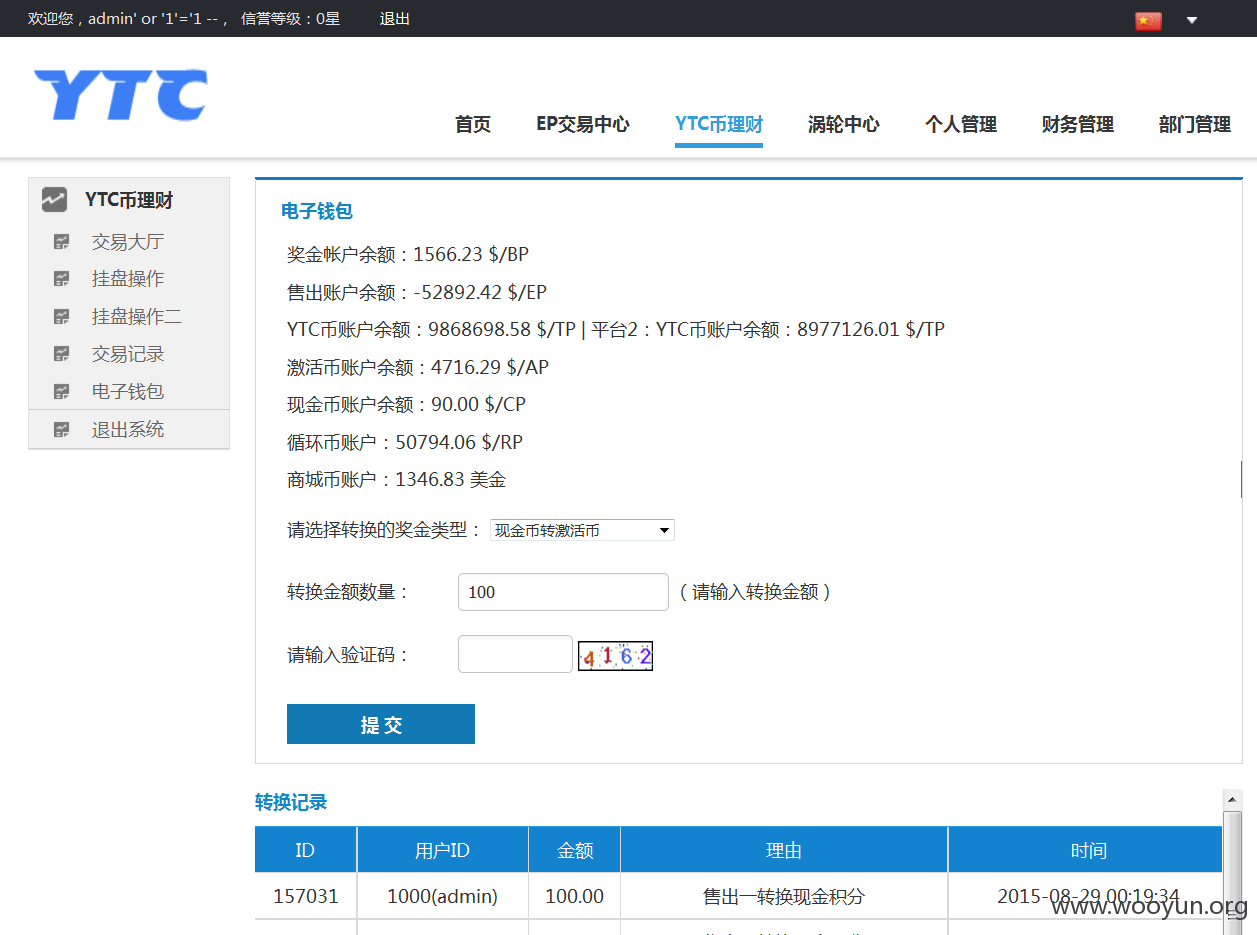 欢迎您，admin' or '1'='1 --， 信誉等级：0星 退出
YTC
首页 EP交易中心 YTC币理财 涡轮中心 个人管理 财务管理 部门管理
YTC币理财
交易大厅
挂盘操作
挂盘操作二
交易记录
电子钱包
退出系统
电子钱包
奖金帐户余额：1566.23 $/BP
售出账户余额：-52892.42 $/EP
YTC币账户余额：9868698.58 $/TP | 平台2：YTC币账户余额：8977126.01 $/TP
激活币账户余额：4716.29 $/AP
现金币账户余额：90.00 $/CP
循环币账户：50794.06 $/RP
商城币账户：1346.83 美金
请选择转换的奖金类型： 现金币转激活币
转换金额数量： 100 （请输入转换金额）
请输入验证码： 4162
提 交
转换记录
ID 用户ID 金额 理由 时间
157031 1000(admin) 100.00 售出一转换现金积分 2015-08-29 00:19:34
www.wooyun.org